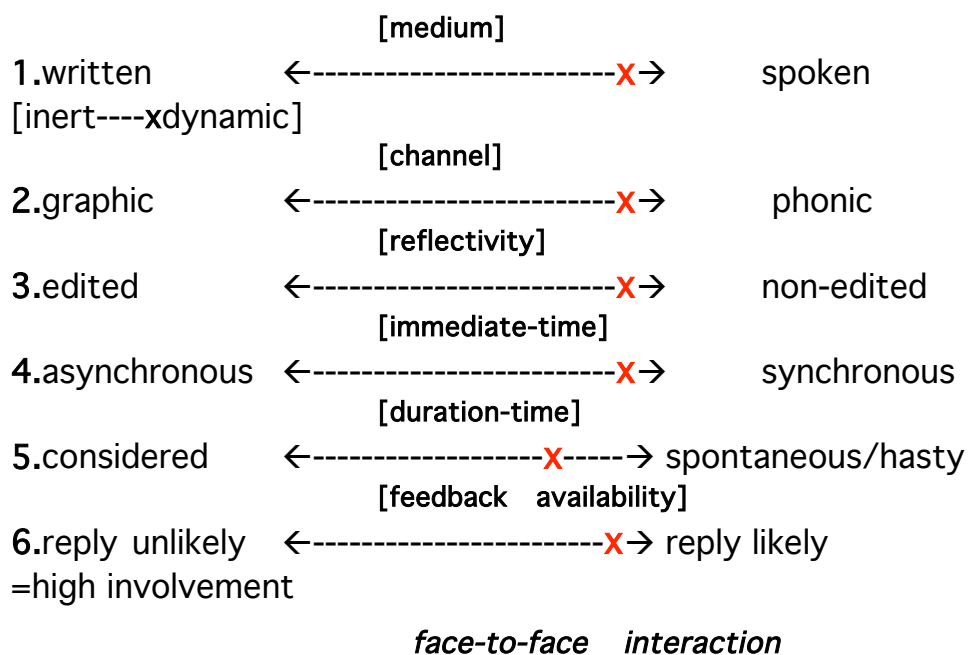 [medium]
1.written ←------------------------x→ spoken
[inert----xdynamic]
[channel]
2.graphic ←------------------------x→ phonic
[reflectivity]
3.edited ←------------------------x→ non-edited
[immediate-time]
4.asynchronous ←------------------------x→ synchronous
[duration-time]
5.considered ←------------------x-----→ spontaneous/hasty
[feedback availability]
6.reply unlikely ←-----------------------x→ reply likely
=high involvement
face-to-face interaction